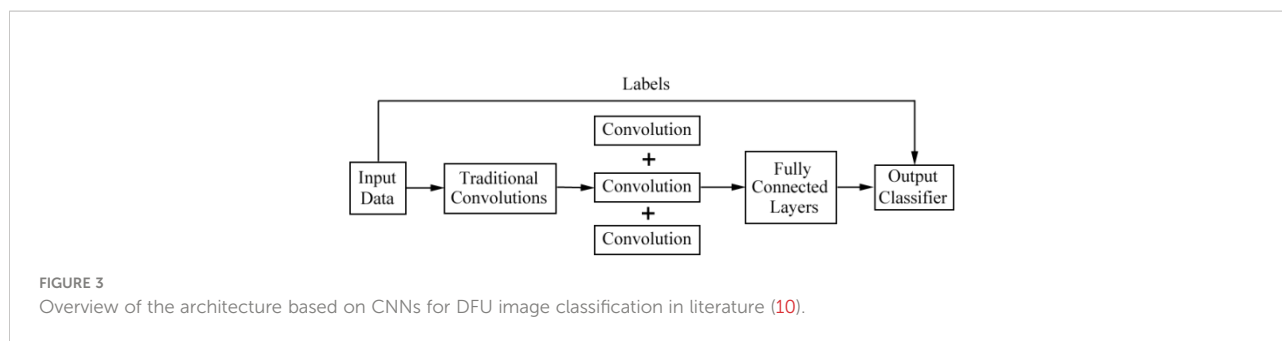 Labels
Convolution
+
Input
Data
Traditional
Convolutions
Convolution
Fully
Connected
Layers
Output
Classifier
+
Convolution
FIGURE 3
Overview of the architecture based on CNNs for DFU image classification in literature (10).